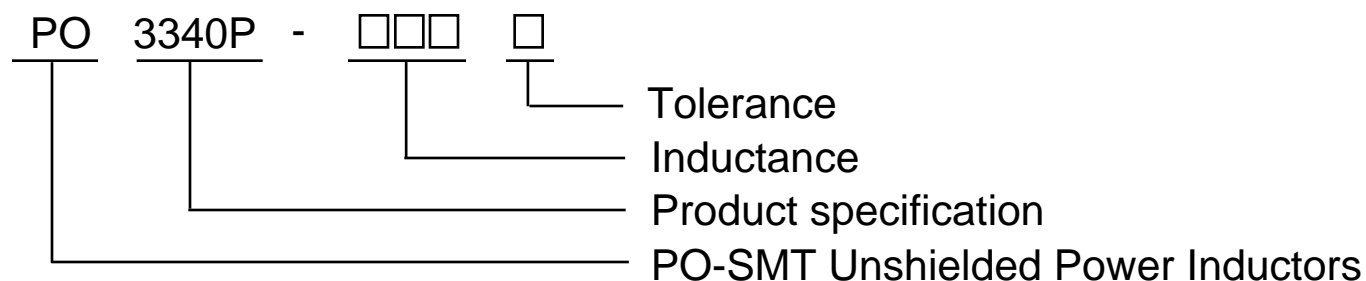 PO 3340P - □□□ □
Tolerance
Inductance
Product specification
PO-SMT Unshielded Power Inductors